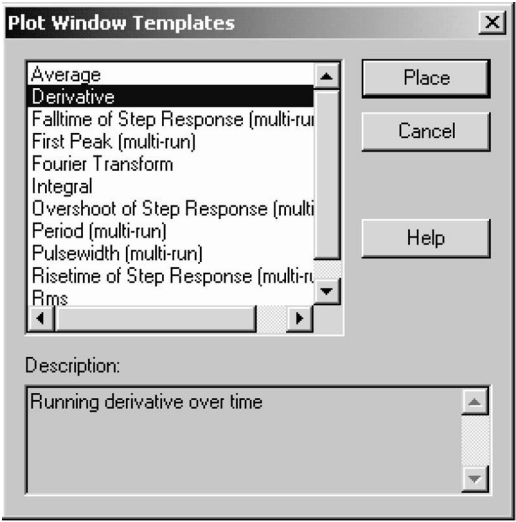 Plot Window Templates
Average
Derivative
Falltime of Step Response (multi-rur
First Peak (multi-run)
Fourier Transform
Integral
Overshoot of Step Response (multi
Period (multi-run)
Pulsewidth (multi-run)
Risetime of Step Response (multi-ru
Rms
Place
Cancel
Help
Description:
Running derivative over time